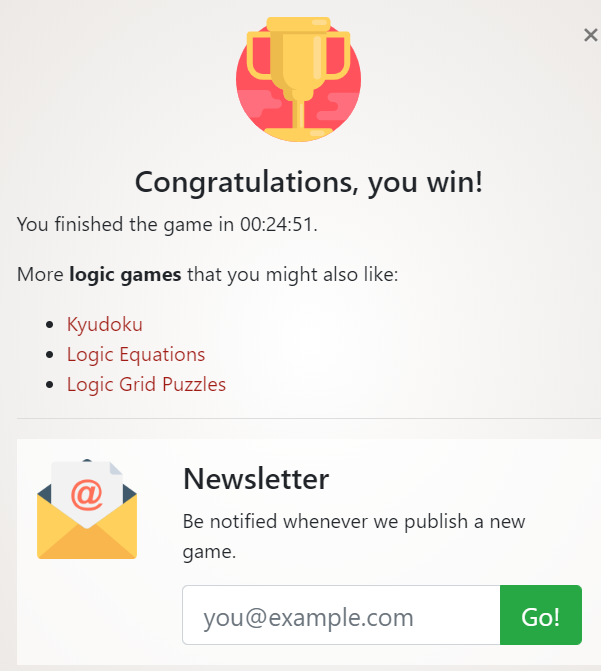 ×
Congratulations, you win!
You finished the game in 00:24:51.
More logic games that you might also like:
• Kyudoku
• Logic Equations
• Logic Grid Puzzles
@
Newsletter
Be notified whenever we publish a new
game.
you@example.com Go!